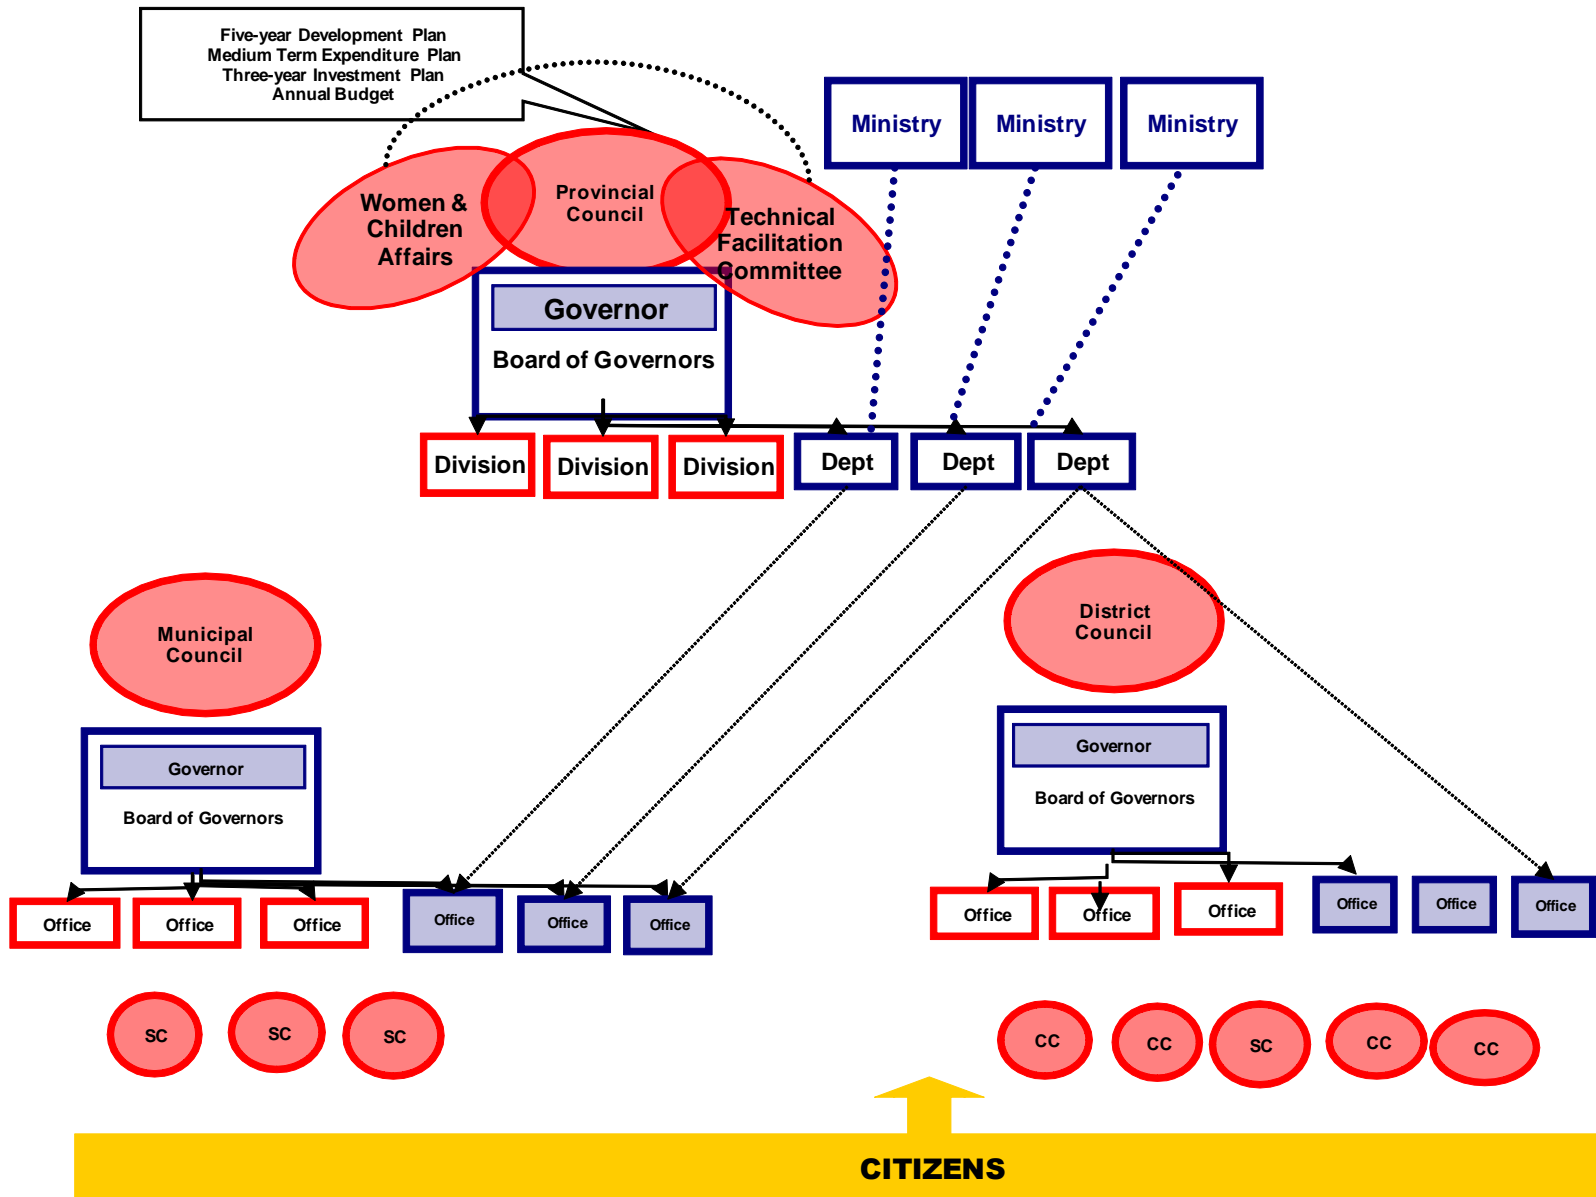 Five-year Development Plan
Medium Term Expenditure Plan
Three-year Investment Plan
Annual Budget
Ministry
Ministry
Ministry
Women &
Children
Affairs
Provincial
Council
Technical
Facilitation
Committee
Governor
Board of Governors
Division
Division
Division
Dept
Dept
Dept
Municipal
Council
District
Council
Governor
Board of Governors
Governor
Board of Governors
Office
Office
Office
Office
Office
Office
Office
Office
Office
Office
Office
Office
SC
SC
SC
CC
CC
SC
CC
CC
CITIZENS